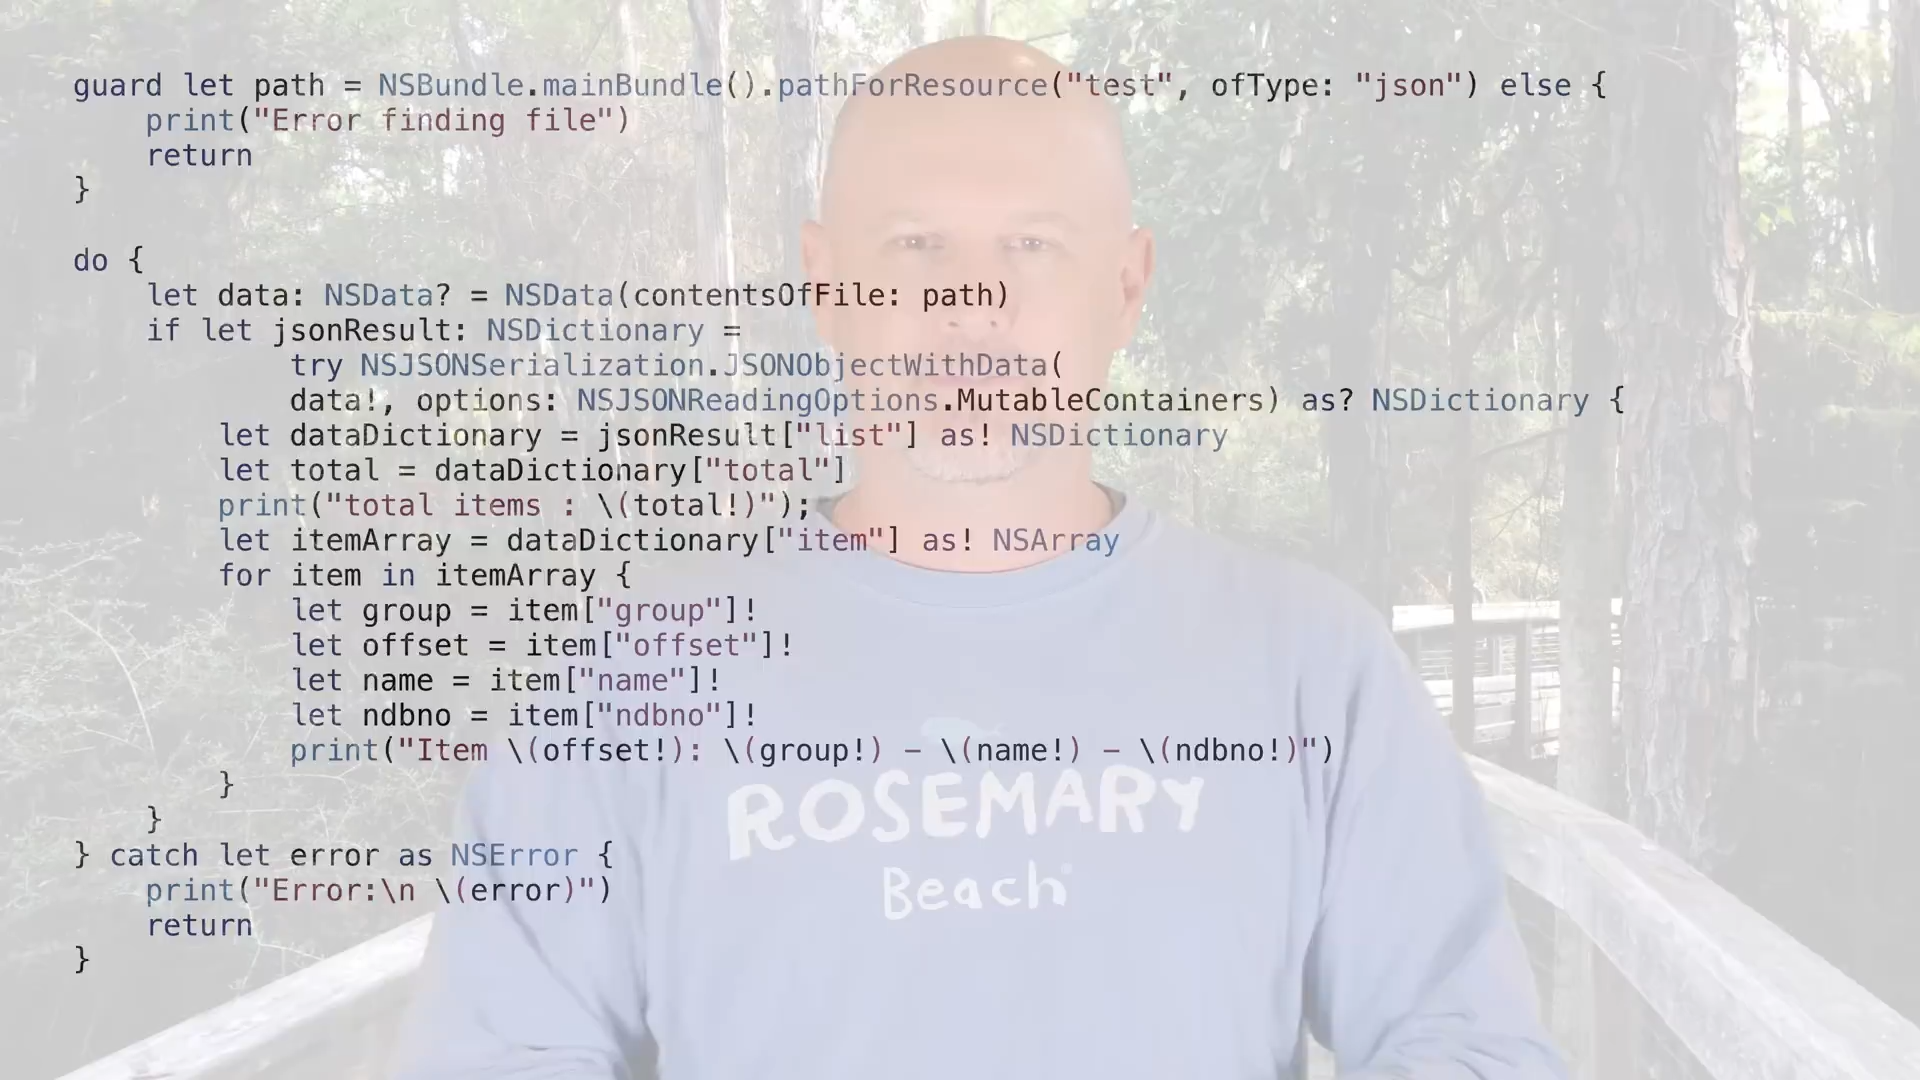 guard let path = NSBundle.mainBundle().pathForResource("test", ofType: "json") else {
    print("Error finding file")
    return
}
do {
    let data: NSData? = NSData(contentsOfFile: path)
    if let jsonResult: NSDictionary =
            try NSJSONSerialization.JSONObjectWithData(
            data!, options: NSJSONReadingOptions.MutableContainers) as? NSDictionary {
        let dataDictionary = jsonResult["list"] as! NSDictionary
        let total = dataDictionary["total"]
        print("total items : \(total!)");
        let itemArray = dataDictionary["item"] as! NSArray
        for item in itemArray {
            let group = item["group"]!
            let offset = item["offset"]!
            let name = item["name"]!
            let ndbno = item["ndbno"]!
            print("Item \(offset!): \(group!) – \(name!) – \(ndbno!)")
        }
    }
} catch let error as NSError {
    print("Error:\n \(error)")
    return
}
ROSEMARY
Beach